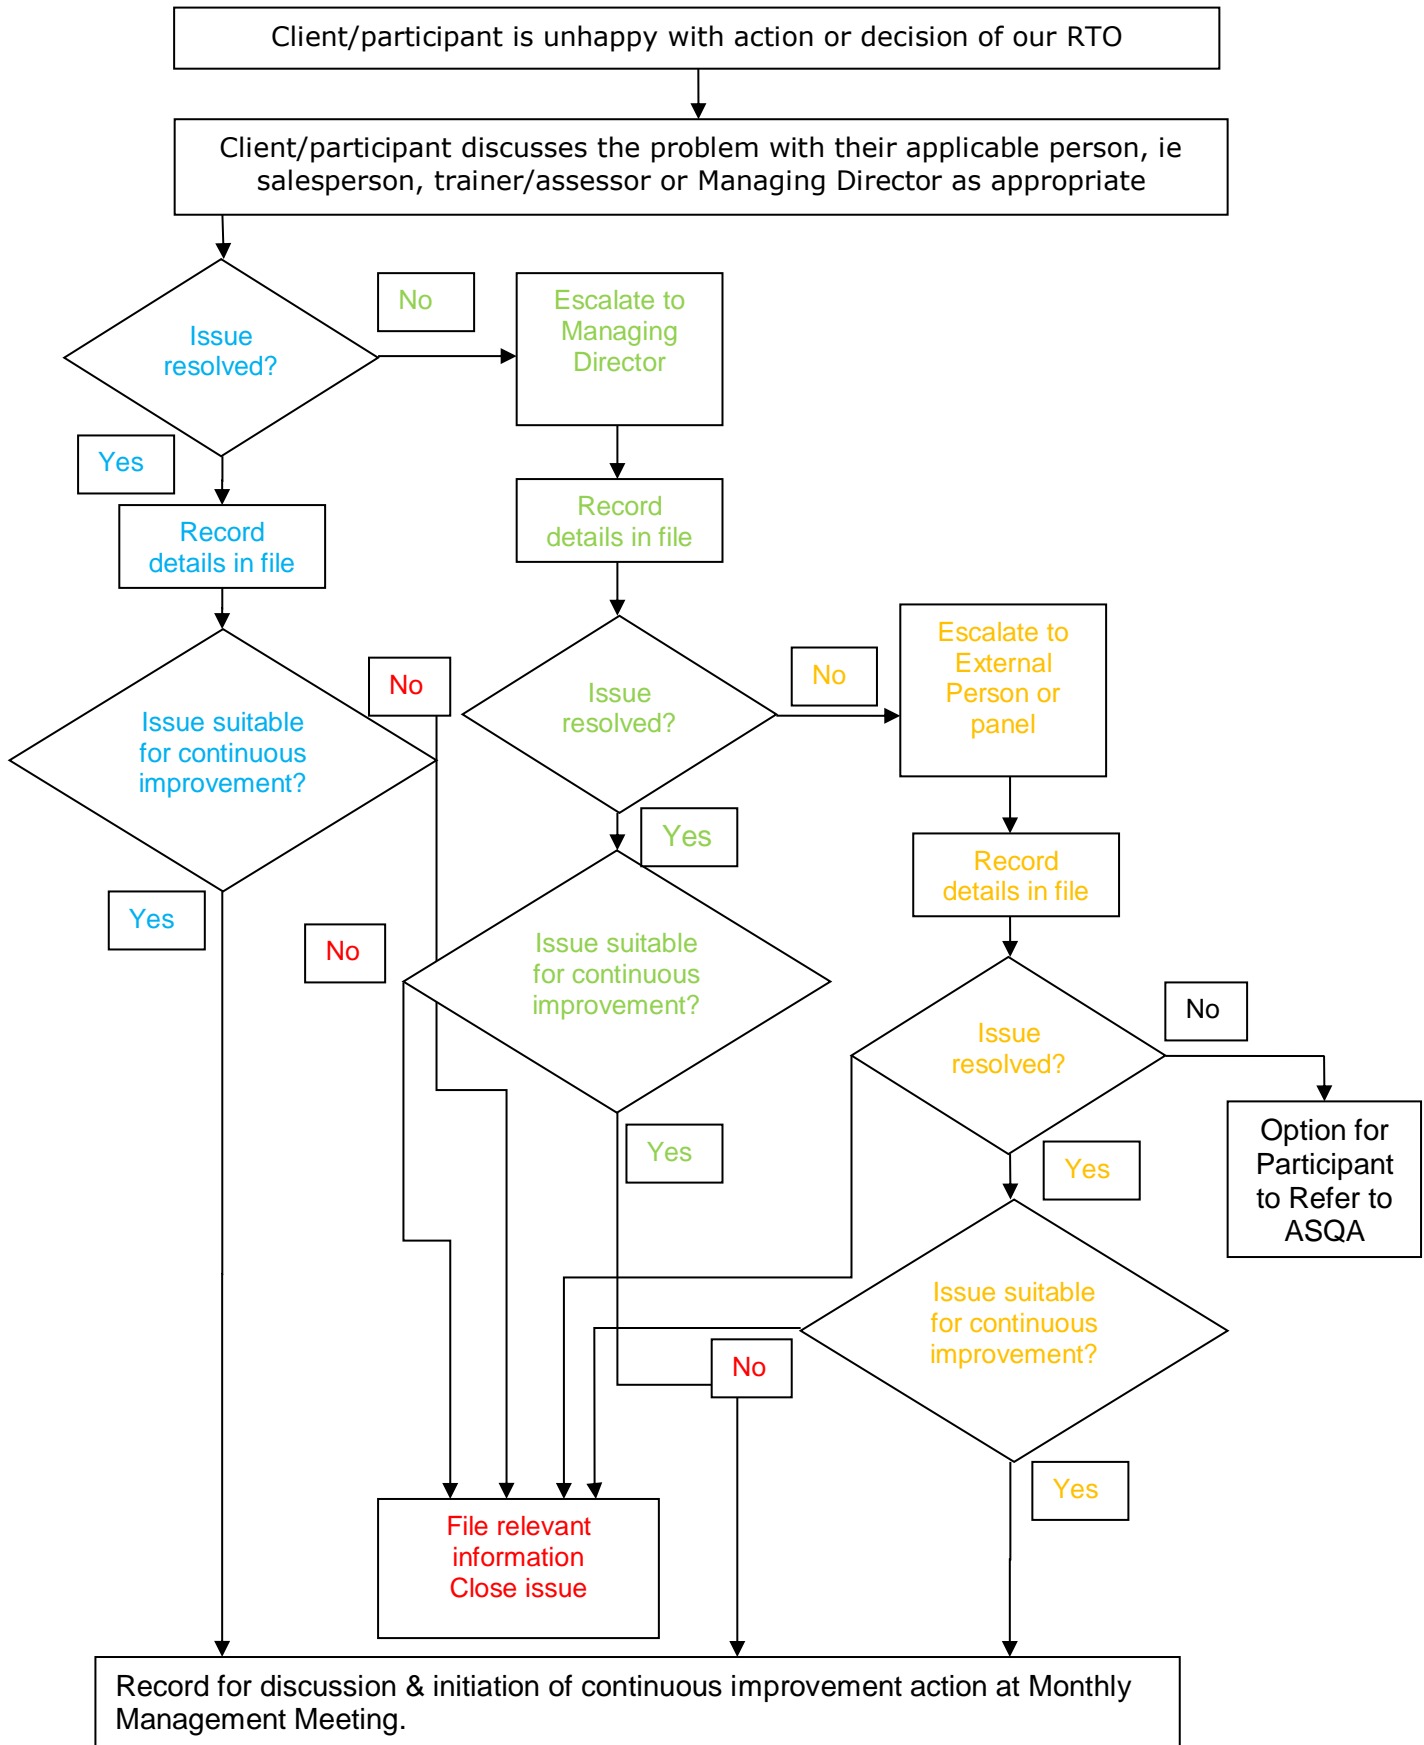 Client/participant is unhappy with action or decision of our RTO
Client/participant discusses the problem with their applicable person, ie
salesperson, trainer/assessor or Managing Director as appropriate
No
Escalate to
Managing
Director
Issue
resolved?
Yes
Record
details in file
Record
details in file
Escalate to
External
Person or
panel
No
No
Issue
resolved?
Issue suitable
for continuous
improvement?
Yes
Record
details in file
Yes
No
Issue suitable
for continuous
improvement?
No
Issue
resolved?
Yes
Yes
Option for
Participant
to Refer to
ASQA
Issue suitable
for continuous
improvement?
No
Yes
File relevant
information
Close issue
Record for discussion & initiation of continuous improvement action at Monthly
Management Meeting.